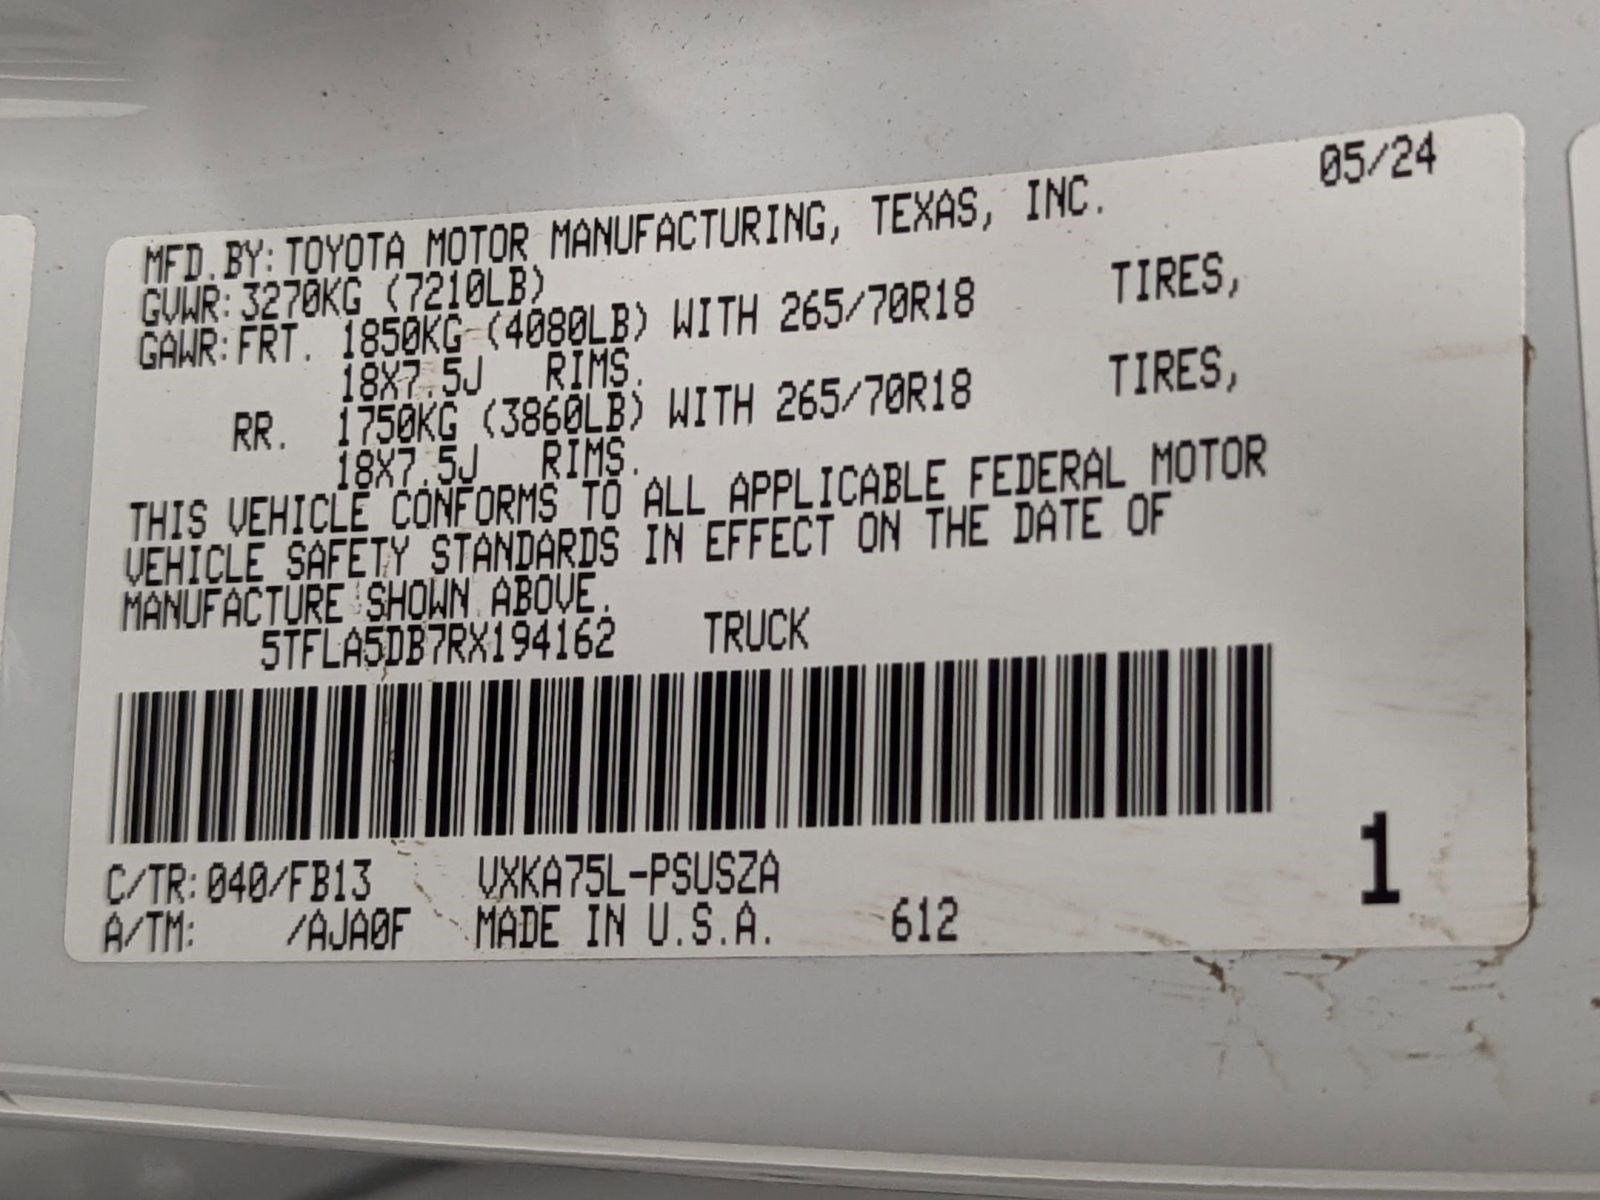 05/24
MFD. BY: TOYOTA MOTOR MANUFACTURING, TEXAS, INC.
GVWR: 3270KG (7210LB)
GAWR: FRT. 1850KG (4080LB) WITH 265/70R18 TIRES,
18X7.5J RIMS.
RR. 1750KG (3860LB) WITH 265/70R18 TIRES,
18X7.5J RIMS.
THIS VEHICLE CONFORMS TO ALL APPLICABLE FEDERAL MOTOR
VEHICLE SAFETY STANDARDS IN EFFECT ON THE DATE OF
MANUFACTURE SHOWN ABOVE.
5TFLA5DB7RX194162 TRUCK
C/TR: 040/FB13 VXKA75L-PSUSZA
A/TM: /AJA0F MADE IN U.S.A. 612
1